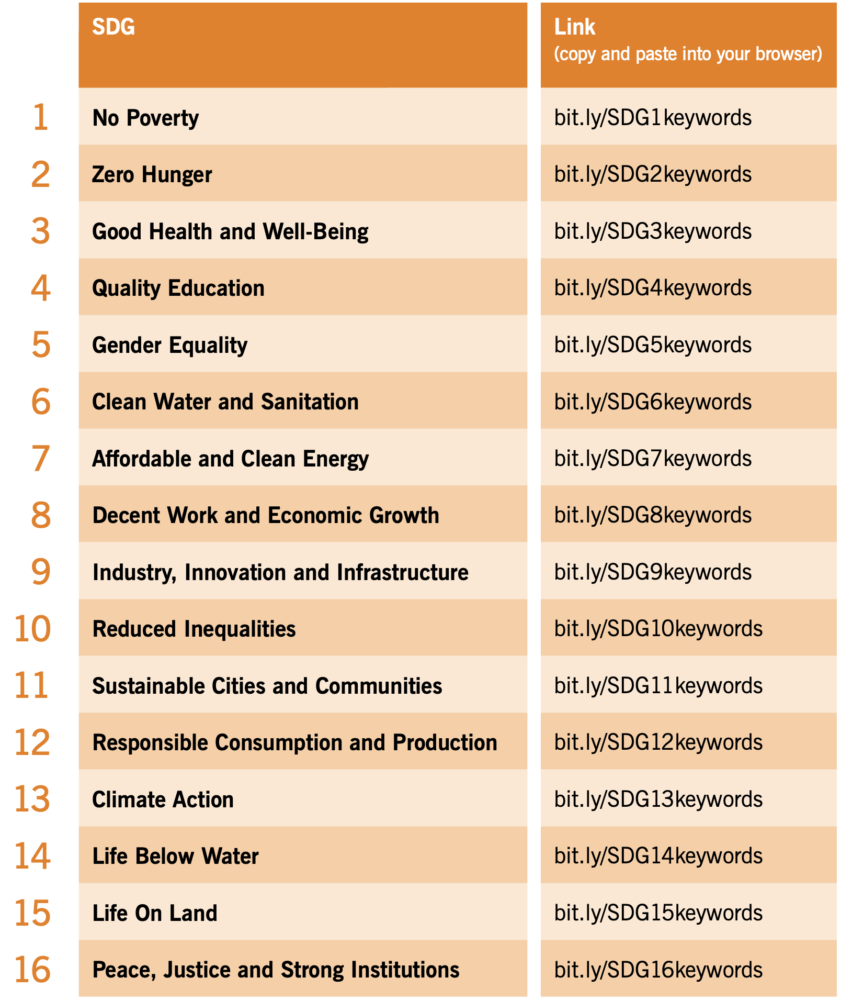 SDG
Link
(copy and paste into your browser)
1 No Poverty bit.ly/SDG1keywords
2 Zero Hunger bit.ly/SDG2keywords
3 Good Health and Well-Being bit.ly/SDG3keywords
4 Quality Education bit.ly/SDG4keywords
5 Gender Equality bit.ly/SDG5keywords
6 Clean Water and Sanitation bit.ly/SDG6keywords
7 Affordable and Clean Energy bit.ly/SDG7keywords
8 Decent Work and Economic Growth bit.ly/SDG8keywords
9 Industry, Innovation and Infrastructure bit.ly/SDG9keywords
10 Reduced Inequalities bit.ly/SDG10keywords
11 Sustainable Cities and Communities bit.ly/SDG11keywords
12 Responsible Consumption and Production bit.ly/SDG12keywords
13 Climate Action bit.ly/SDG13keywords
14 Life Below Water bit.ly/SDG14keywords
15 Life On Land bit.ly/SDG15keywords
16 Peace, Justice and Strong Institutions bit.ly/SDG16keywords